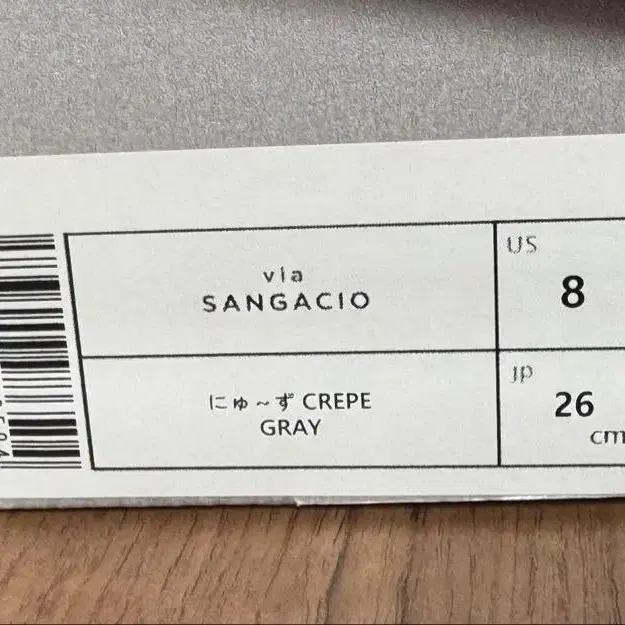 via
SANGACIO
US
8
にゅ～ず CREPE
GRAY
JP
26
cm